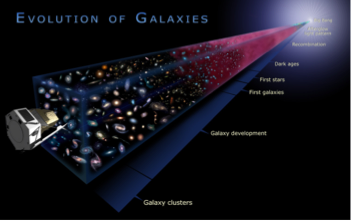 EVOLUTION OF GALAXIES
Recombination
Dark ages
First stars
First galaxies
Galaxy development
Galaxy clusters